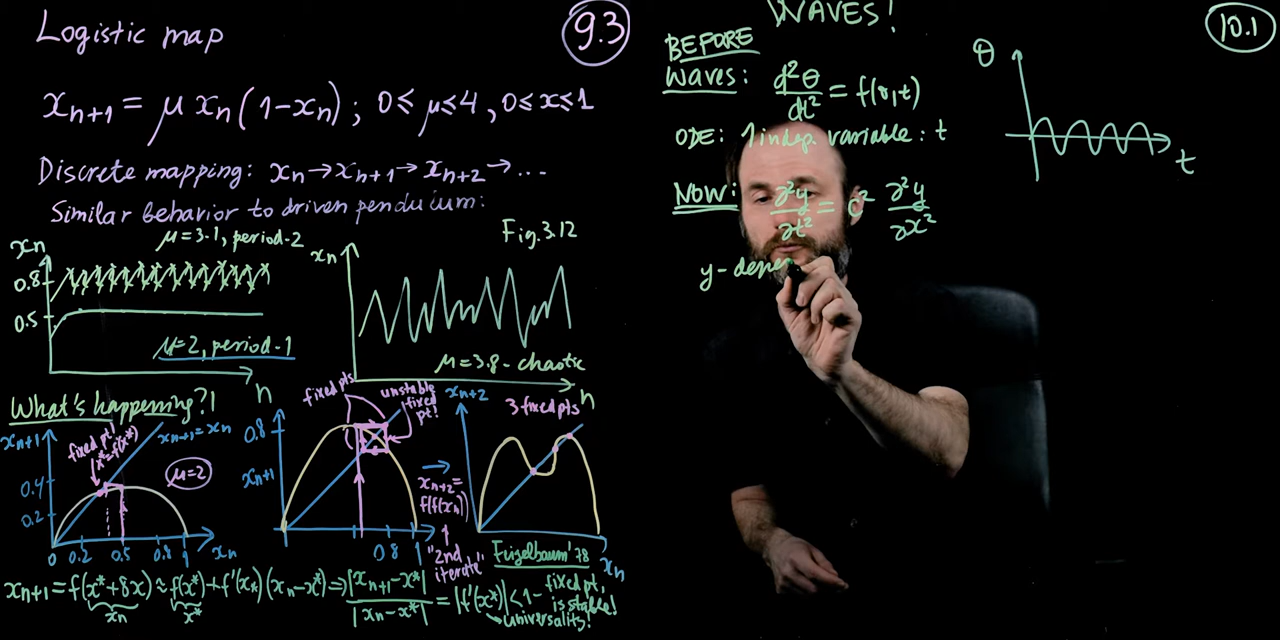 Logistic map
9.3
xₙ₊₁ = μ xₙ (1-xₙ) ; 0 ≤ μ ≤ 4 , 0 ≤ x ≤ 1
Discrete mapping: xₙ → xₙ₊₁ → xₙ₊₂ → ...
Similar behavior to driven pendulum:
xₙ
μ=3.1, period-2
0.8
0.5
μ=2, period-1
n
Fig. 3.12
xₙ
μ=3.8 - chaotic
n
What's happening?!
xₙ₊₁
fixed pt!
x*=f(x*)
xₙ₊₁=xₙ
μ=2
0.4
0.2
0 0.2 0.5 0.8 1 xₙ
fixed pts
unstable
fixed
pt!
0.8
xₙ₊₁
0.8 1
→
xₙ₊₂=
f(f(xₙ))
↑
"2nd
iterate"
xₙ₊₂
3 fixed pts
xₙ
Feigelbaum '78
xₙ₊₁ = f(x*+δx) ≈ f(x*) + f'(x*)(xₙ-x*) ⇒ |xₙ₊₁-x*| / |xₙ-x*| = |f'(x*)| < 1 - fixed pt,
is stable!
xₙ
x*
→ universality!
WAVES!
10.1
BEFORE
Waves: d²θ/dt² = f(θ,t)
ODE: 1 indep. variable: t
θ
t
NOW: ∂²y/∂t² = c² ∂²y/∂x²
y - depen